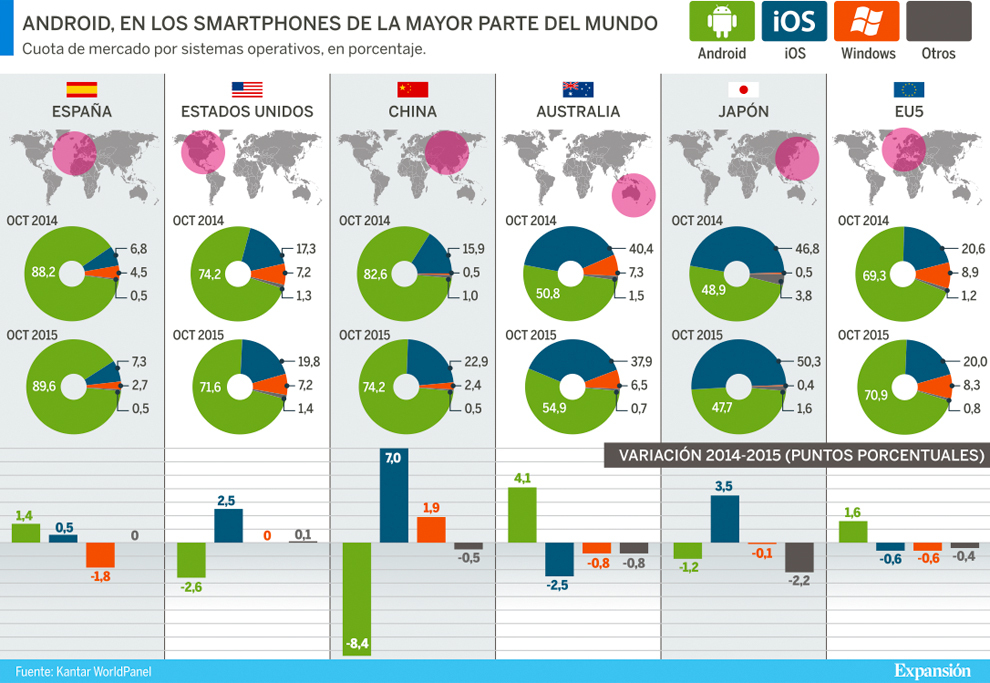 ANDROID, EN LOS SMARTPHONES DE LA MAYOR PARTE DEL MUNDO
Cuota de mercado por sistemas operativos, en porcentaje.
iOS
Android iOS Windows Otros
ESPAÑA ESTADOS UNIDOS CHINA AUSTRALIA JAPÓN EU5
OCT 2014
88,2
6,8
4,5
0,5
OCT 2014
74,2
17,3
7,2
1,3
OCT 2014
82,6
15,9
0,5
1,0
OCT 2014
50,8
40,4
7,3
1,5
OCT 2014
48,9
46,8
0,5
3,8
OCT 2014
69,3
20,6
8,9
1,2
OCT 2015
89,6
7,3
2,7
0,5
OCT 2015
71,6
19,8
7,2
1,4
OCT 2015
74,2
22,9
2,4
0,5
OCT 2015
54,9
37,9
6,5
0,7
OCT 2015
47,7
50,3
0,4
1,6
OCT 2015
70,9
20,0
8,3
0,8
VARIACIÓN 2014-2015 (PUNTOS PORCENTUALES)
1,4 0,5 -1,8 0
-2,6 2,5 0 0,1
-8,4 7,0 1,9 -0,5
4,1 -2,5 -0,8 -0,8
-1,2 3,5 -0,1 -2,2
1,6 -0,6 -0,6 -0,4
Fuente: Kantar WorldPanel
Expansión